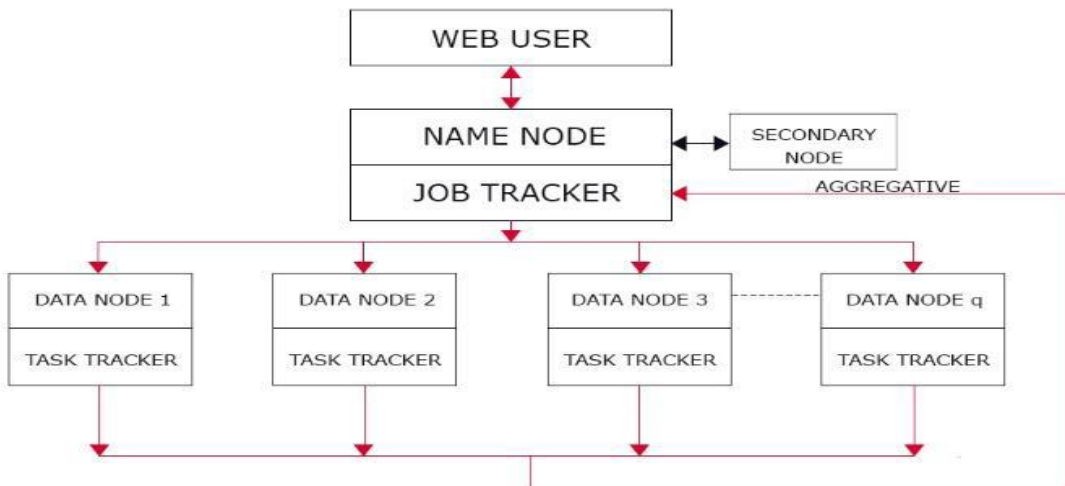 WEB USER
NAME NODE
SECONDARY
NODE
JOB TRACKER
AGGREGATIVE
DATA NODE 1
DATA NODE 2
DATA NODE 3
DATA NODE q
TASK TRACKER
TASK TRACKER
TASK TRACKER
TASK TRACKER